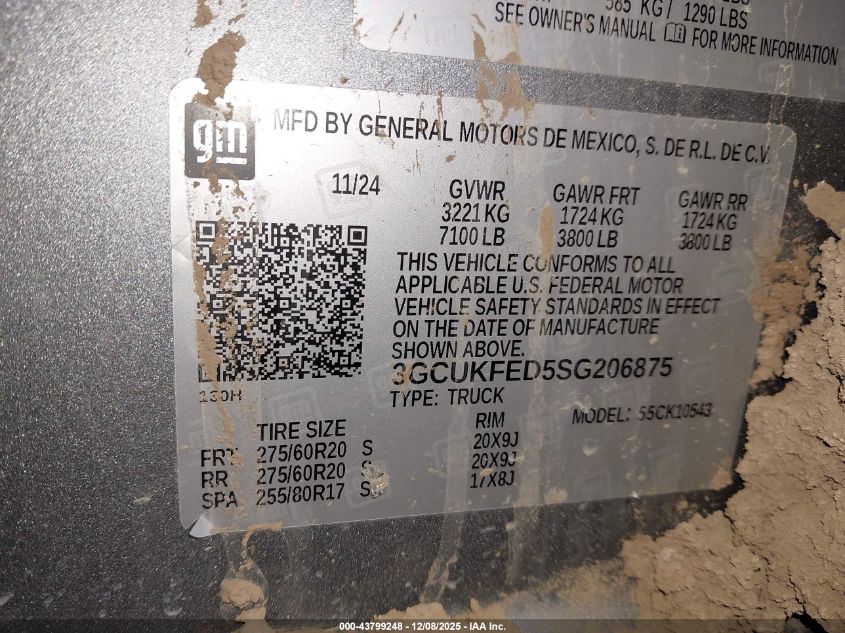 585 KG / 1290 LBS
SEE OWNER'S MANUAL FOR MORE INFORMATION
gm
MFD BY GENERAL MOTORS DE MEXICO, S. DE R.L. DE C.V.
11/24 GVWR GAWR FRT GAWR RR
3221 KG 1724 KG 1724 KG
7100 LB 3800 LB 3800 LB
THIS VEHICLE CONFORMS TO ALL
APPLICABLE U.S. FEDERAL MOTOR
VEHICLE SAFETY STANDARDS IN EFFECT
ON THE DATE OF MANUFACTURE
SHOWN ABOVE.
3GCUKFED5SG206875
130H
TYPE: TRUCK
MODEL: 55CK10543
TIRE SIZE RIM
FRT 275/60R20 S 20X9J
RR 275/60R20 S 20X9J
SPA 255/80R17 S 17X8J
000-43799248 - 12/08/2025 - IAA Inc.